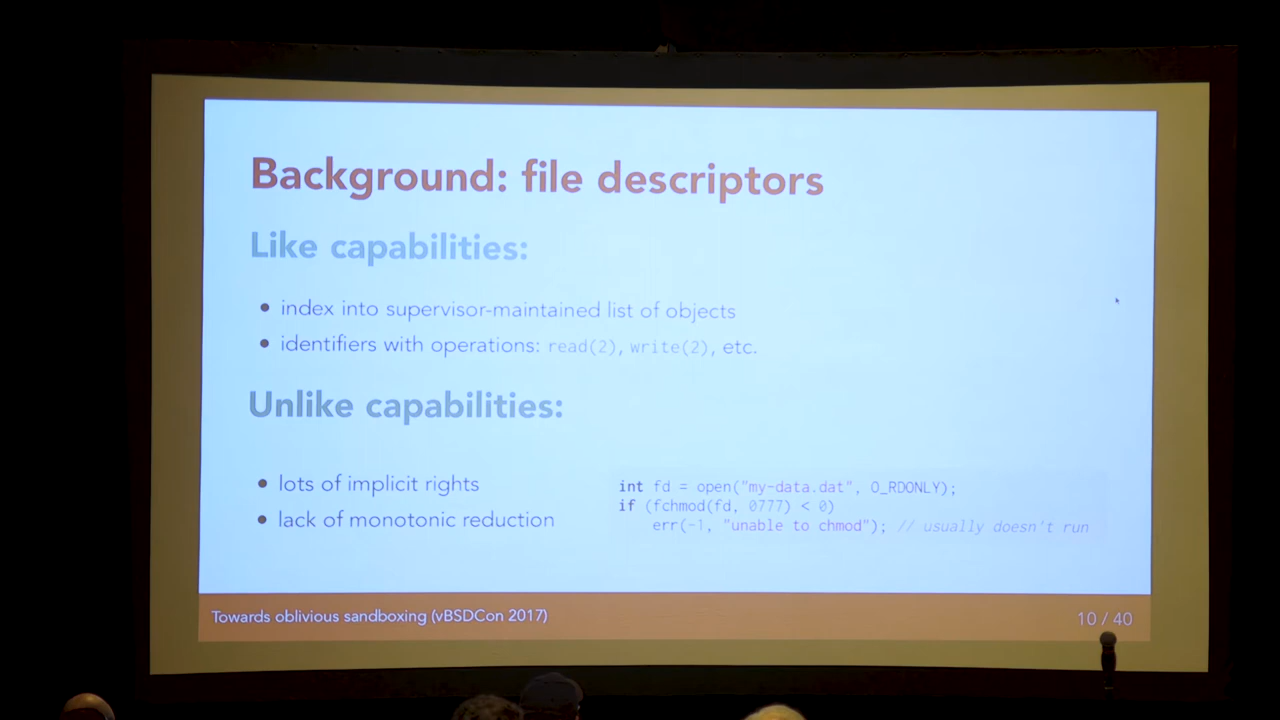 Background: file descriptors
Like capabilities:
• index into supervisor-maintained list of objects
• identifiers with operations: read(2), write(2), etc.
Unlike capabilities:
• lots of implicit rights
• lack of monotonic reduction
int fd = open("my-data.dat", O_RDONLY);
if (fchmod(fd, 0777) < 0)
    err(-1, "unable to chmod"); // usually doesn't run
Towards oblivious sandboxing (vBSDCon 2017)
10 / 40